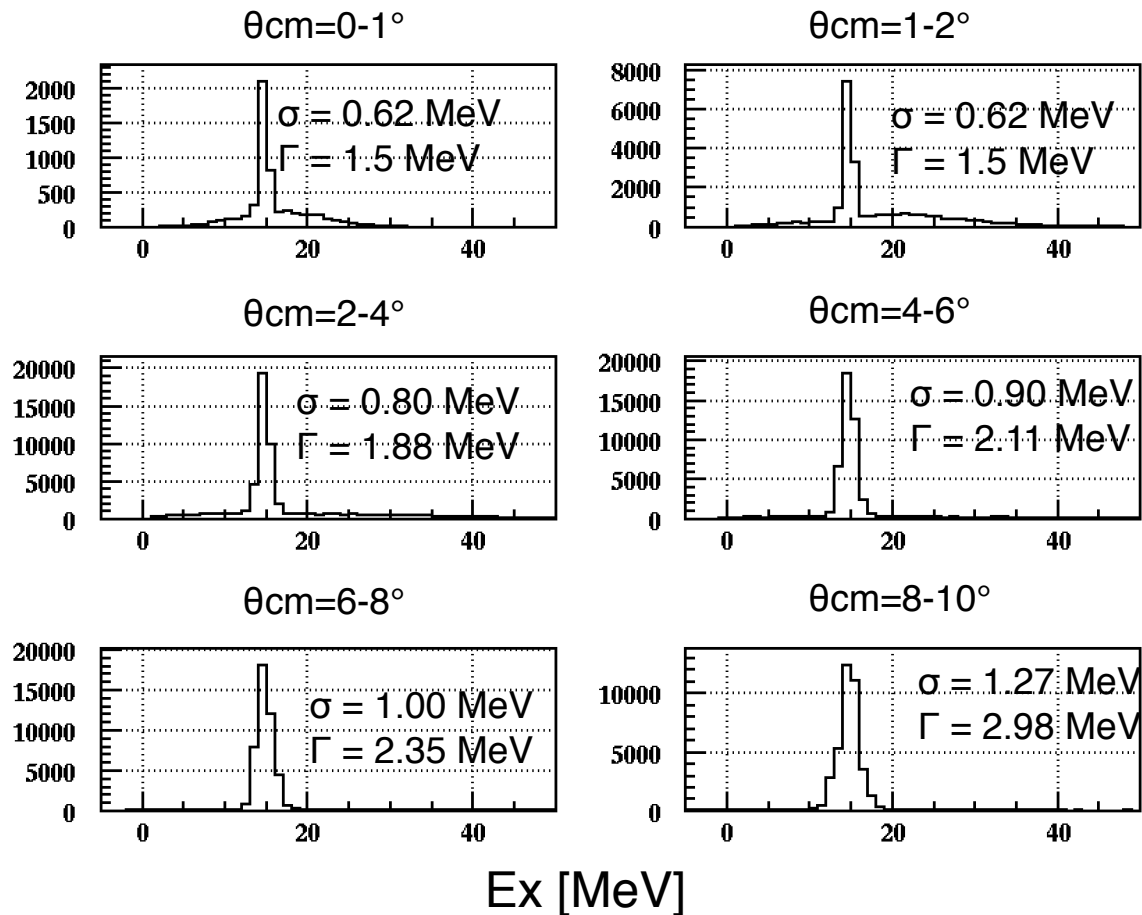 θcm=0-1°
2000
1500
1000
500
0
0 20 40
σ = 0.62 MeV
Γ = 1.5 MeV
θcm=1-2°
8000
6000
4000
2000
0
0 20 40
σ = 0.62 MeV
Γ = 1.5 MeV
θcm=2-4°
20000
15000
10000
5000
0
0 20 40
σ = 0.80 MeV
Γ = 1.88 MeV
θcm=4-6°
20000
15000
10000
5000
0
0 20 40
σ = 0.90 MeV
Γ = 2.11 MeV
θcm=6-8°
20000
15000
10000
5000
0
0 20 40
σ = 1.00 MeV
Γ = 2.35 MeV
θcm=8-10°
10000
5000
0
0 20 40
σ = 1.27 MeV
Γ = 2.98 MeV
Ex [MeV]